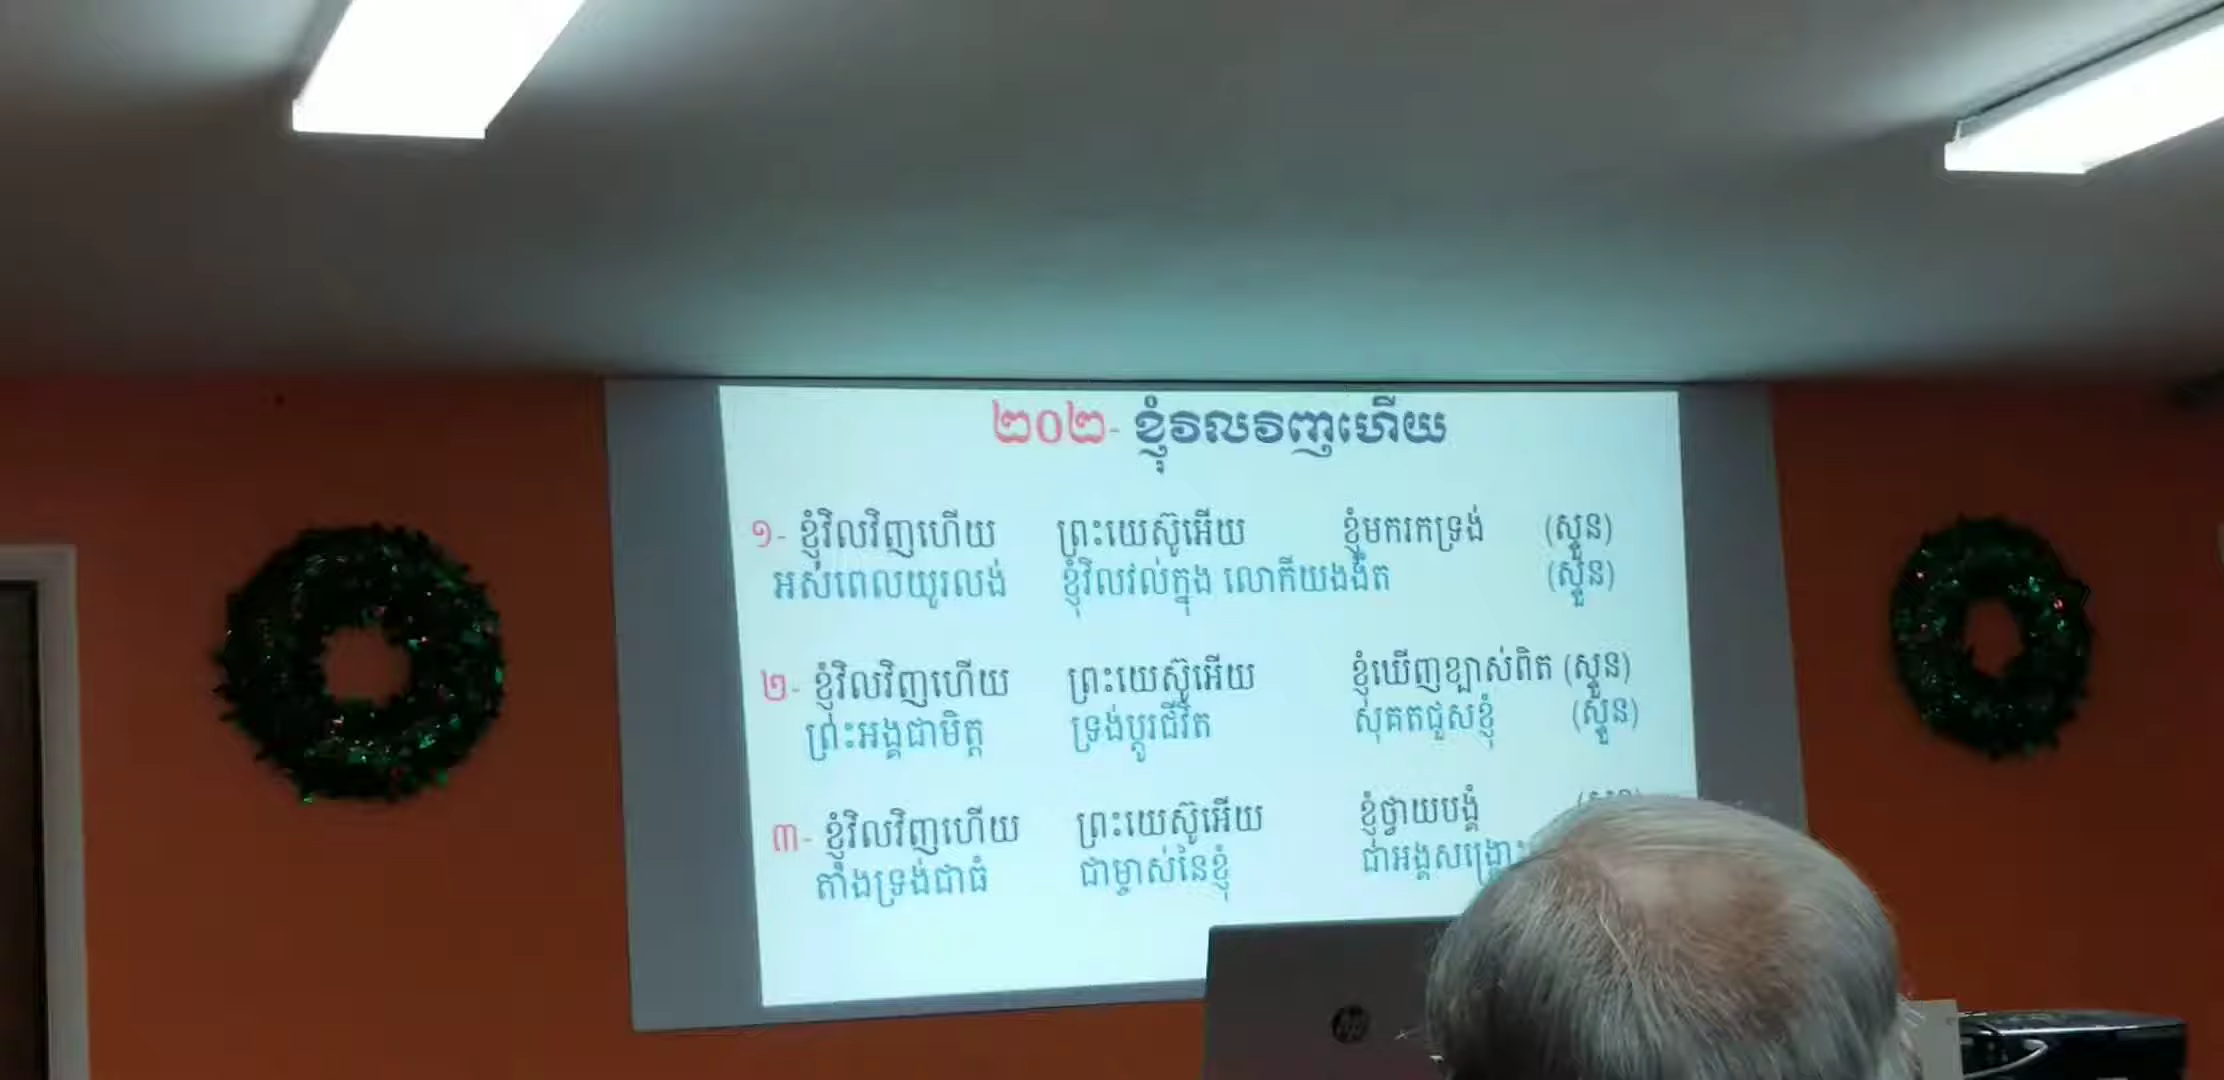 ២០២- ខ្ញុំវិលវិញហើយ
១- ខ្ញុំវិលវិញហើយ ព្រះយេស៊ូអើយ ខ្ញុំមករកទ្រង់ (ស្ទួន)
អស់ពេលយូរលង់ ខ្ញុំវិលវល់ក្នុង លោកីយងងឹត (ស្ទួន)
២- ខ្ញុំវិលវិញហើយ ព្រះយេស៊ូអើយ ខ្ញុំឃើញច្បាស់ពិត (ស្ទួន)
ព្រះអង្គជាមិត្ត ទ្រង់ប្តូរជីវិត សុគតជួសខ្ញុំ (ស្ទួន)
៣- ខ្ញុំវិលវិញហើយ ព្រះយេស៊ូអើយ ខ្ញុំថ្វាយបង្គំ
តាំងទ្រង់ជាធំ ជាម្ចាស់នៃខ្ញុំ ជាអង្គសង្គ្រោះ
hp